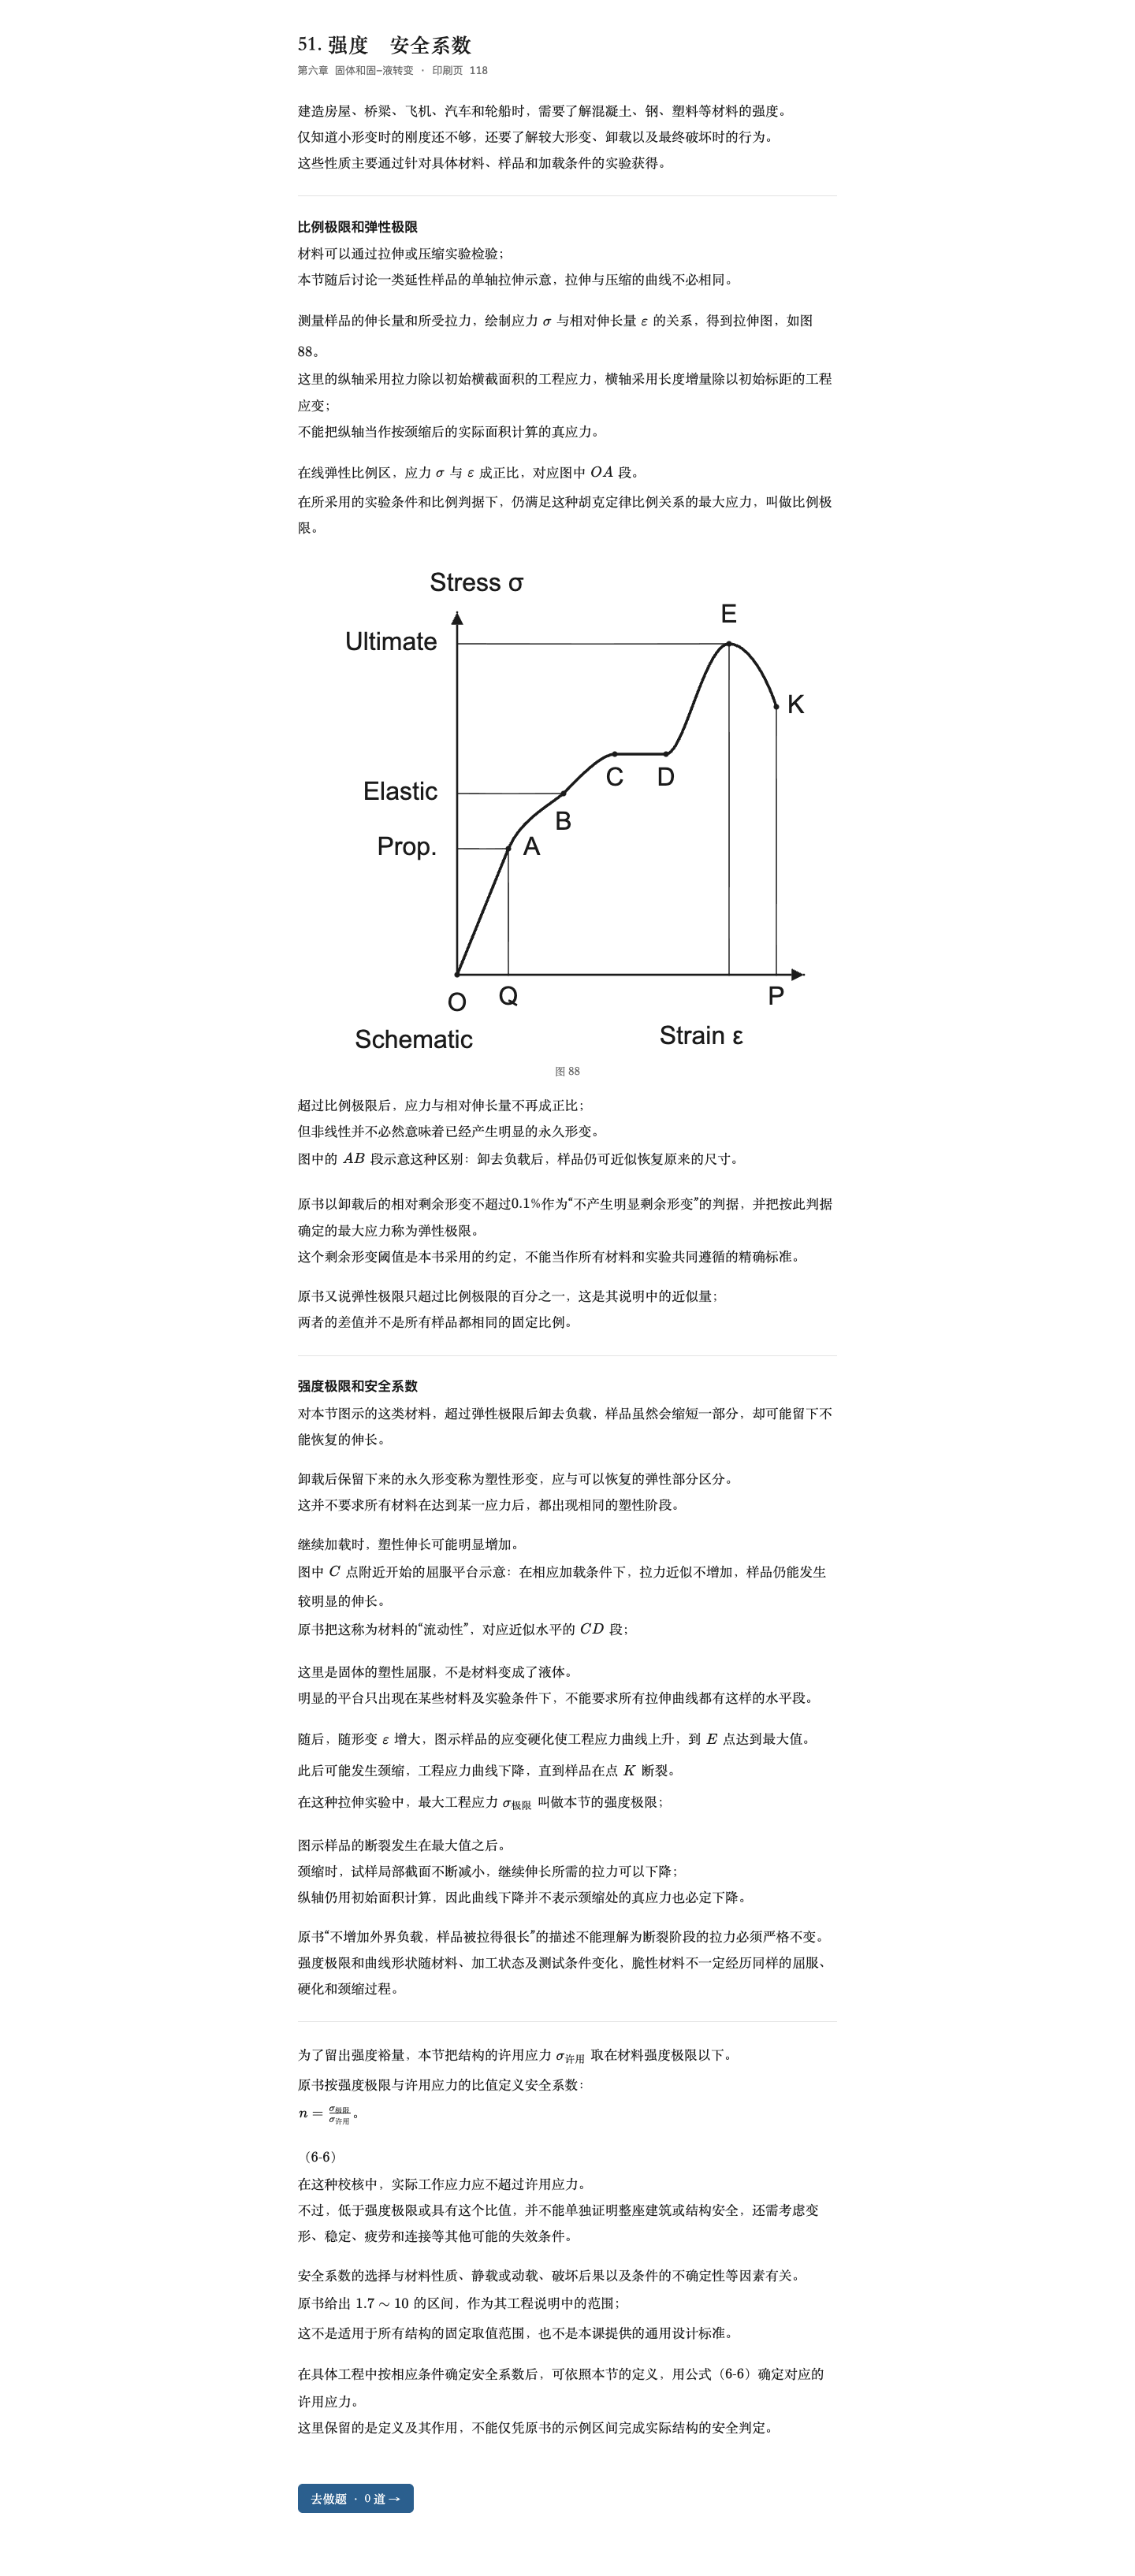 51. 强度　安全系数
第六章 固体和固—液转变 · 印刷页 118
建造房屋、桥梁、飞机、汽车和轮船时，需要了解混凝土、钢、塑料等材料的强度。
仅知道小形变时的刚度还不够，还要了解较大形变、卸载以及最终破坏时的行为。
这些性质主要通过针对具体材料、样品和加载条件的实验获得。
比例极限和弹性极限
材料可以通过拉伸或压缩实验检验；
本节随后讨论一类延性样品的单轴拉伸示意，拉伸与压缩的曲线不必相同。
测量样品的伸长量和所受拉力，绘制应力 σ 与相对伸长量 ε 的关系，得到拉伸图，如图
88。
这里的纵轴采用拉力除以初始横截面积的工程应力，横轴采用长度增量除以初始标距的工程
应变；
不能把纵轴当作按颈缩后的实际面积计算的真应力。
在线弹性比例区，应力 σ 与 ε 成正比，对应图中 OA 段。
在所采用的实验条件和比例判据下，仍满足这种胡克定律比例关系的最大应力，叫做比例极
限。
Stress σ
E
Ultimate
K
C D
Elastic
B
Prop. A
O Q P
Schematic Strain ε
图 88
超过比例极限后，应力与相对伸长量不再成正比；
但非线性并不必然意味着已经产生明显的永久形变。
图中的 AB 段示意这种区别：卸去负载后，样品仍可近似恢复原来的尺寸。
原书以卸载后的相对剩余形变不超过0.1%作为“不产生明显剩余形变”的判据，并把按此判据
确定的最大应力称为弹性极限。
这个剩余形变阈值是本书采用的约定，不能当作所有材料和实验共同遵循的精确标准。
原书又说弹性极限只超过比例极限的百分之一，这是其说明中的近似量；
两者的差值并不是所有样品都相同的固定比例。
强度极限和安全系数
对本节图示的这类材料，超过弹性极限后卸去负载，样品虽然会缩短一部分，却可能留下不
能恢复的伸长。
卸载后保留下来的永久形变称为塑性形变，应与可以恢复的弹性部分区分。
这并不要求所有材料在达到某一应力后，都出现相同的塑性阶段。
继续加载时，塑性伸长可能明显增加。
图中 C 点附近开始的屈服平台示意：在相应加载条件下，拉力近似不增加，样品仍能发生
较明显的伸长。
原书把这称为材料的“流动性”，对应近似水平的 CD 段；
这里是固体的塑性屈服，不是材料变成了液体。
明显的平台只出现在某些材料及实验条件下，不能要求所有拉伸曲线都有这样的水平段。
随后，随形变 ε 增大，图示样品的应变硬化使工程应力曲线上升，到 E 点达到最大值。
此后可能发生颈缩，工程应力曲线下降，直到样品在点 K 断裂。
在这种拉伸实验中，最大工程应力 σ极限 叫做本节的强度极限；
图示样品的断裂发生在最大值之后。
颈缩时，试样局部截面不断减小，继续伸长所需的拉力可以下降；
纵轴仍用初始面积计算，因此曲线下降并不表示颈缩处的真应力也必定下降。
原书“不增加外界负载，样品被拉得很长”的描述不能理解为断裂阶段的拉力必须严格不变。
强度极限和曲线形状随材料、加工状态及测试条件变化，脆性材料不一定经历同样的屈服、
硬化和颈缩过程。
为了留出强度裕量，本节把结构的许用应力 σ许用 取在材料强度极限以下。
原书按强度极限与许用应力的比值定义安全系数：
n = σ极限/σ许用。
（6-6）
在这种校核中，实际工作应力应不超过许用应力。
不过，低于强度极限或具有这个比值，并不能单独证明整座建筑或结构安全，还需考虑变
形、稳定、疲劳和连接等其他可能的失效条件。
安全系数的选择与材料性质、静载或动载、破坏后果以及条件的不确定性等因素有关。
原书给出 1.7 ~ 10 的区间，作为其工程说明中的范围；
这不是适用于所有结构的固定取值范围，也不是本课提供的通用设计标准。
在具体工程中按相应条件确定安全系数后，可依照本节的定义，用公式（6-6）确定对应的
许用应力。
这里保留的是定义及其作用，不能仅凭原书的示例区间完成实际结构的安全判定。
去做题 · 0 道 →